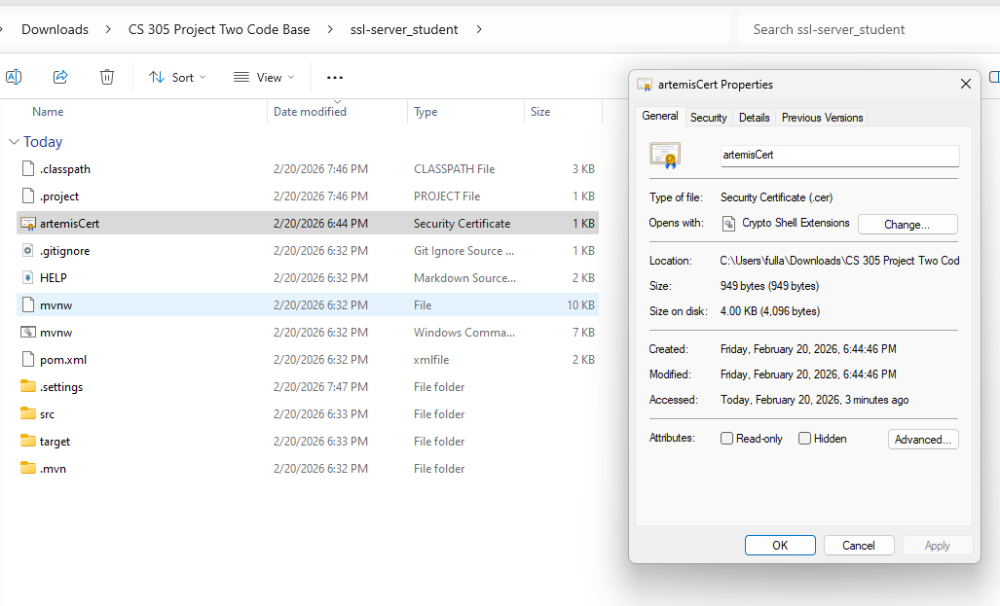 Downloads > CS 305 Project Two Code Base > ssl-server_student >
Search ssl-server_student
Sort
View
Name Date modified Type Size
Today
.classpath 2/20/2026 7:46 PM CLASSPATH File 3 KB
.project 2/20/2026 7:46 PM PROJECT File 1 KB
artemisCert 2/20/2026 6:44 PM Security Certificate 1 KB
.gitignore 2/20/2026 6:32 PM Git Ignore Source ... 1 KB
HELP 2/20/2026 6:32 PM Markdown Source... 2 KB
mvnw 2/20/2026 6:32 PM File 10 KB
mvnw 2/20/2026 6:32 PM Windows Comma... 7 KB
pom.xml 2/20/2026 6:32 PM xmlfile 2 KB
.settings 2/20/2026 7:47 PM File folder
src 2/20/2026 6:33 PM File folder
target 2/20/2026 6:33 PM File folder
.mvn 2/20/2026 6:32 PM File folder
artemisCert Properties
General Security Details Previous Versions
artemisCert
Type of file: Security Certificate (.cer)
Opens with: Crypto Shell Extensions Change...
Location: C:\Users\fulla\Downloads\CS 305 Project Two Cod
Size: 949 bytes (949 bytes)
Size on disk: 4.00 KB (4,096 bytes)
Created: Friday, February 20, 2026, 6:44:46 PM
Modified: Friday, February 20, 2026, 6:44:46 PM
Accessed: Today, February 20, 2026, 3 minutes ago
Attributes: Read-only Hidden Advanced...
OK Cancel Apply